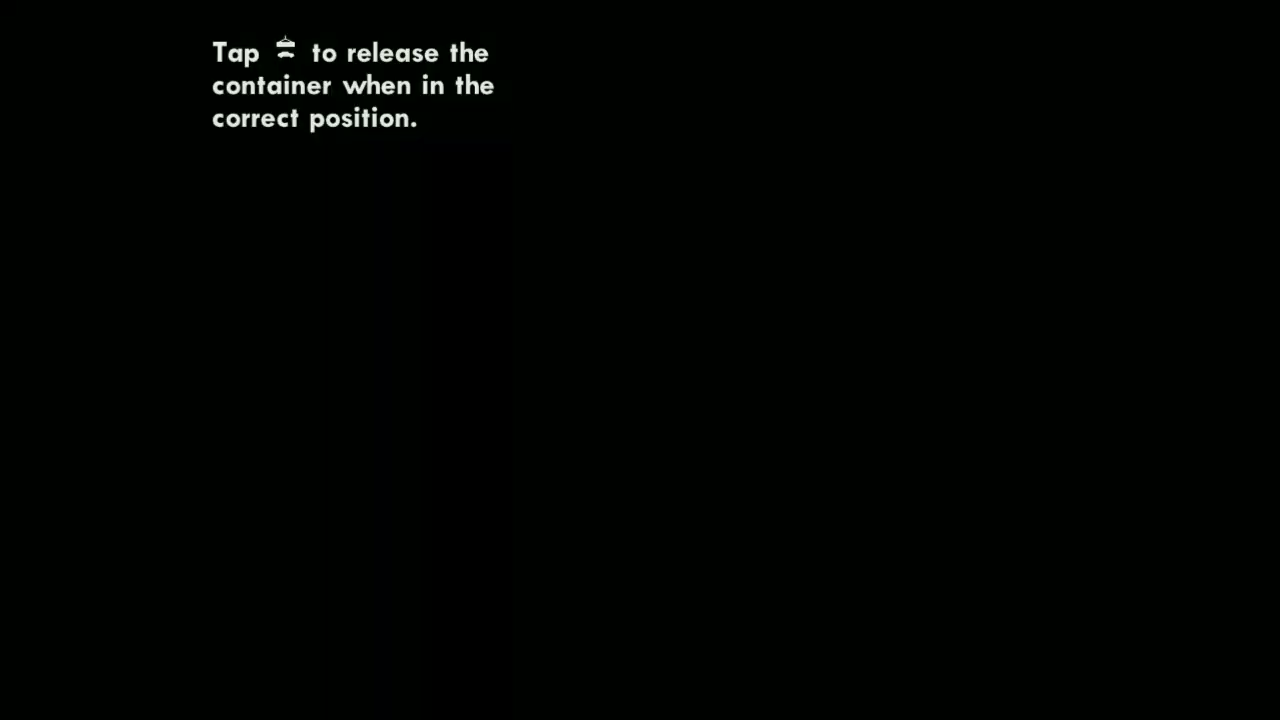 Tap to release the
container when in the
correct position.